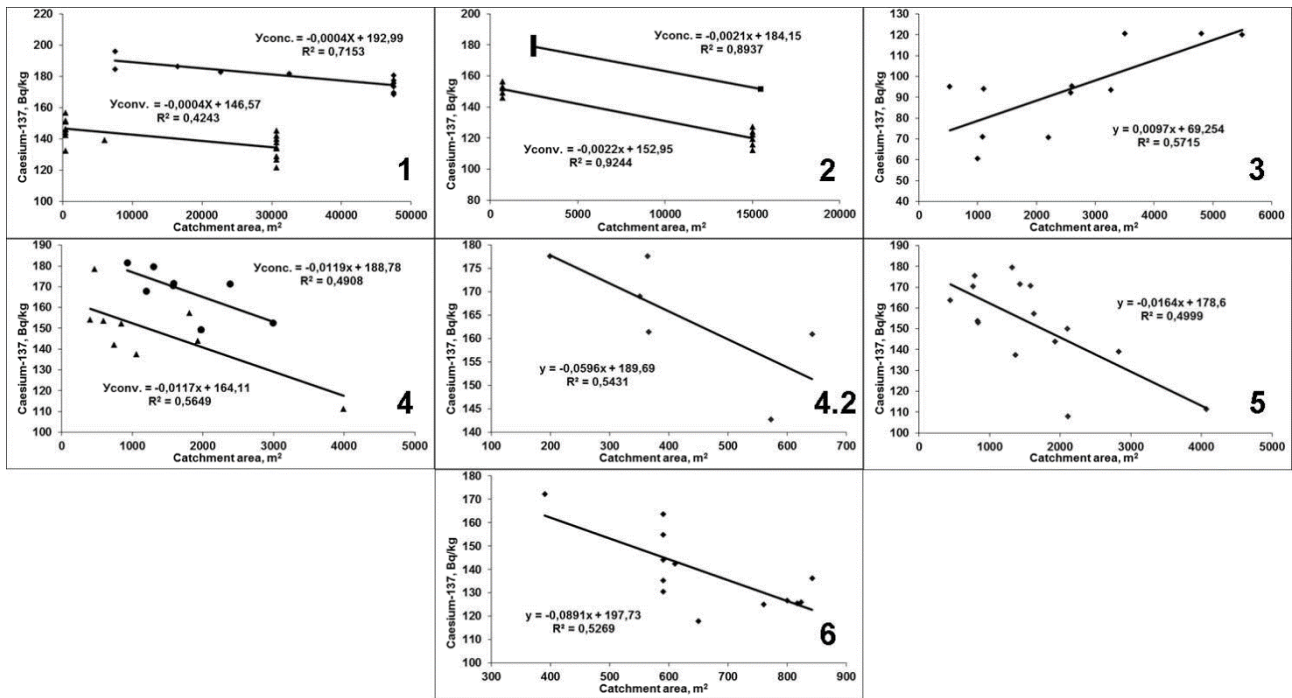 220
200
180
160
140
120
100
Caesium-137, Bq/kg
Yconc. = -0,0004X + 192,99
R² = 0,7153
Yconv. = -0,0004X + 146,57
R² = 0,4243
1
0 10000 20000 30000 40000 50000
Catchment area, m²
200
180
160
140
120
100
80
Caesium-137, Bq/kg
Yconc. = -0,0021x + 184,15
R² = 0,8937
Yconv. = -0,0022x + 152,95
R² = 0,9244
2
0 5000 10000 15000 20000
Catchment area, m²
130
120
110
100
90
80
70
60
50
40
Caesium-137, Bq/kg
y = 0,0097x + 69,254
R² = 0,5715
3
0 1000 2000 3000 4000 5000 6000
Catchment area, m²
190
180
170
160
150
140
130
120
110
100
Caesium-137, Bq/kg
Yconc. = -0,0119x + 188,78
R² = 0,4908
Yconv. = -0,0117x + 164,11
R² = 0,5649
4
0 1000 2000 3000 4000 5000
Catchment area, m²
180
175
170
165
160
155
150
145
140
Caesium-137, Bq/kg
y = -0,0596x + 189,69
R² = 0,5431
4.2
100 200 300 400 500 600 700
Catchment area, m²
190
180
170
160
150
140
130
120
110
100
Caesium-137, Bq/kg
y = -0,0164x + 178,6
R² = 0,4999
5
0 1000 2000 3000 4000 5000
Catchment area, m²
180
170
160
150
140
130
120
110
100
Caesium-137, Bq/kg
y = -0,0891x + 197,73
R² = 0,5269
6
300 400 500 600 700 800 900
Catchment area, m²